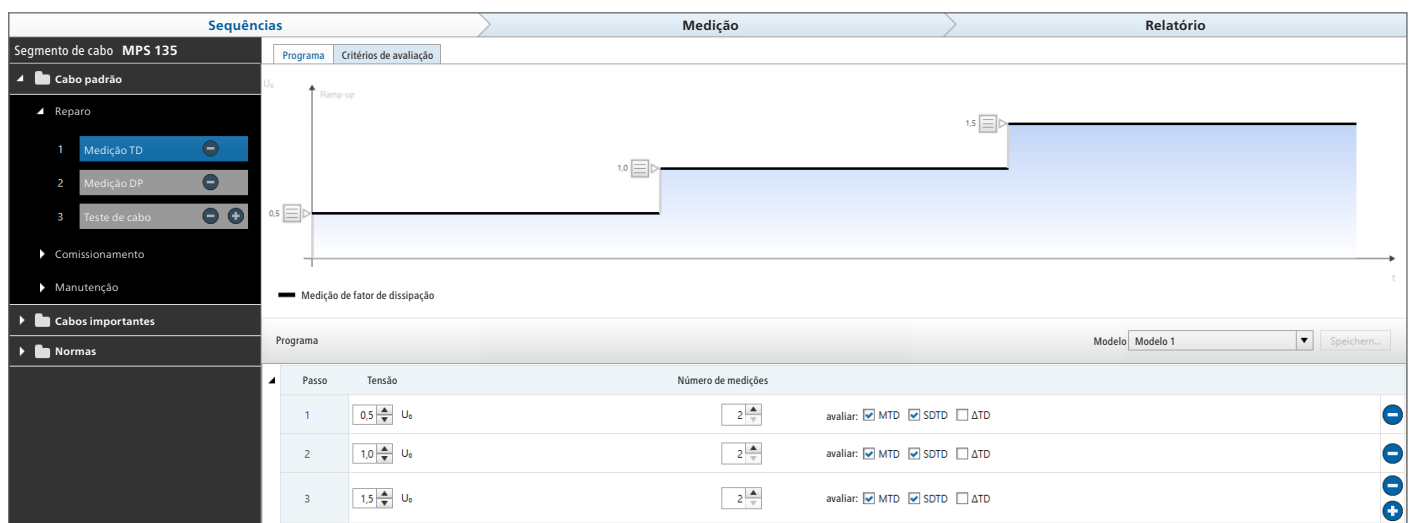 Sequências Medição Relatório
Segmento de cabo MPS 135
Programa Critérios de avaliação
Cabo padrão
U₀
Ramp up
Reparo
1,5
1 Medição TD
1,0
2 Medição DP
0,5
3 Teste de cabo
Comissionamento
t
Manutenção
Medição de fator de dissipação
Cabos importantes
Programa Modelo Modelo 1 Speichern...
Normas
Passo Tensão Número de medições
1 0,5 U₀ 2 avaliar: MTD SDTD ΔTD
2 1,0 U₀ 2 avaliar: MTD SDTD ΔTD
3 1,5 U₀ 2 avaliar: MTD SDTD ΔTD